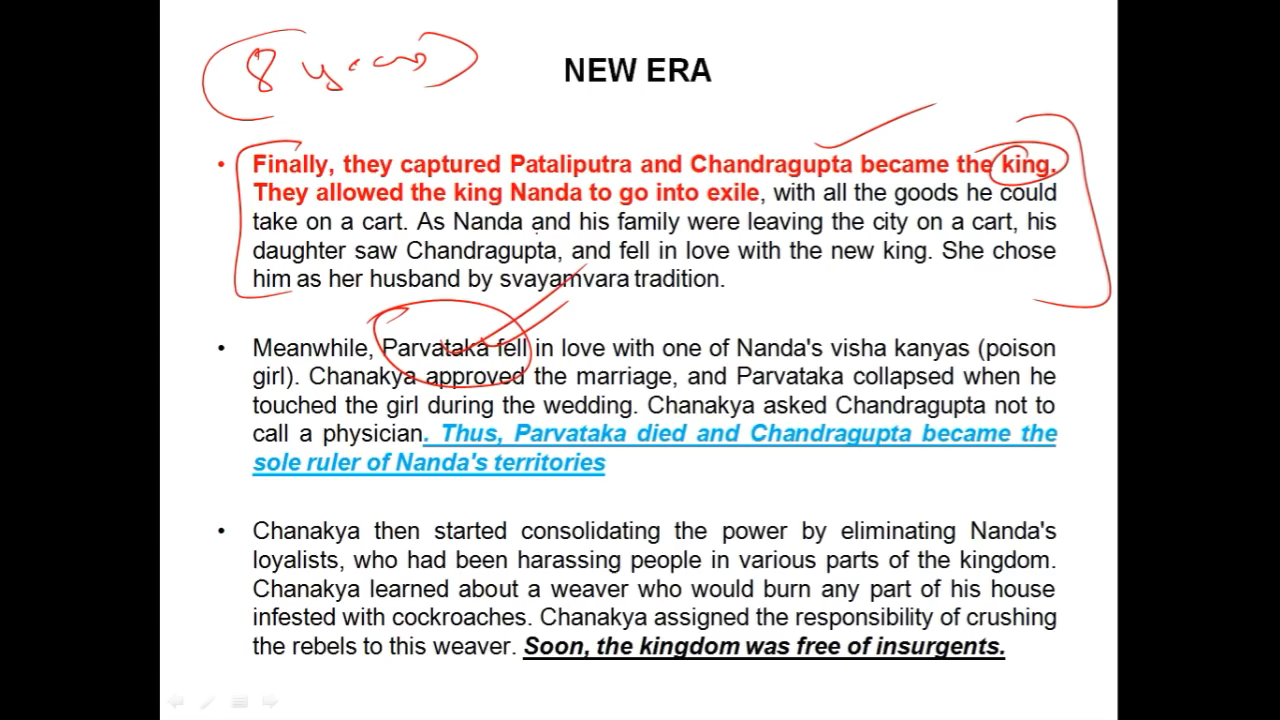 8 years
NEW ERA
• Finally, they captured Pataliputra and Chandragupta became the king.
They allowed the king Nanda to go into exile, with all the goods he could
take on a cart. As Nanda and his family were leaving the city on a cart, his
daughter saw Chandragupta, and fell in love with the new king. She chose
him as her husband by svayamvara tradition.
• Meanwhile, Parvataka fell in love with one of Nanda's visha kanyas (poison
girl). Chanakya approved the marriage, and Parvataka collapsed when he
touched the girl during the wedding. Chanakya asked Chandragupta not to
call a physician. Thus, Parvataka died and Chandragupta became the
sole ruler of Nanda's territories
• Chanakya then started consolidating the power by eliminating Nanda's
loyalists, who had been harassing people in various parts of the kingdom.
Chanakya learned about a weaver who would burn any part of his house
infested with cockroaches. Chanakya assigned the responsibility of crushing
the rebels to this weaver. Soon, the kingdom was free of insurgents.